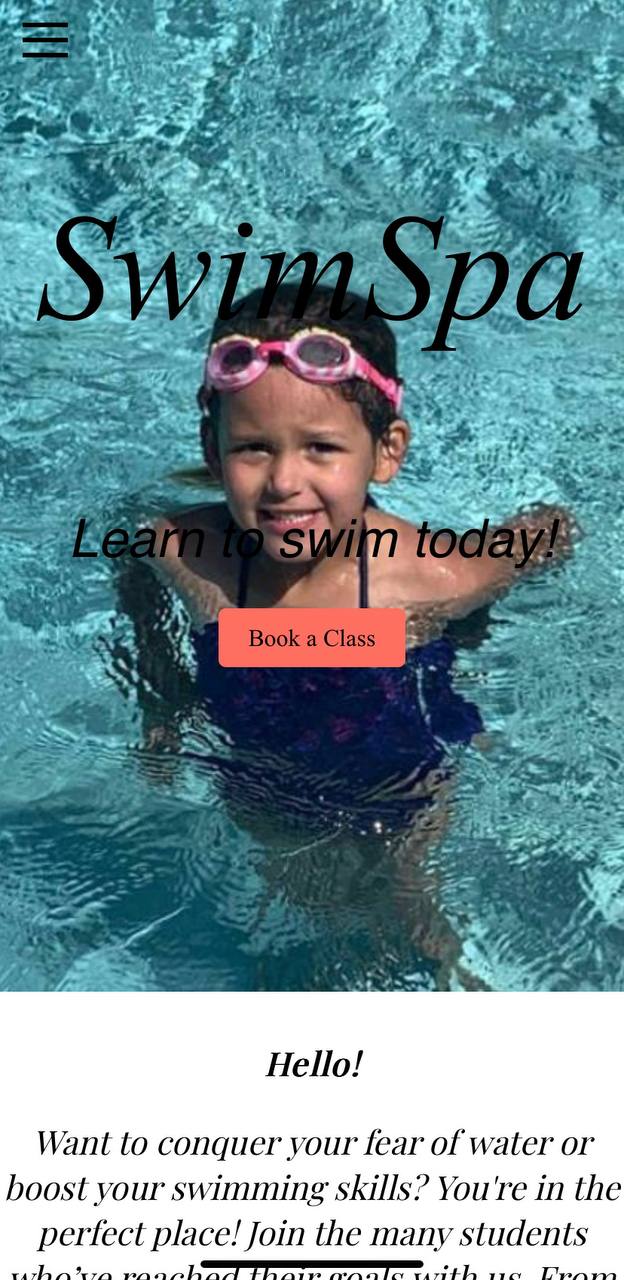 SwimSpa
Learn to swim today!
Book a Class
Hello!
Want to conquer your fear of water or
boost your swimming skills? You're in the
perfect place! Join the many students
who’ve reached their goals with us. From